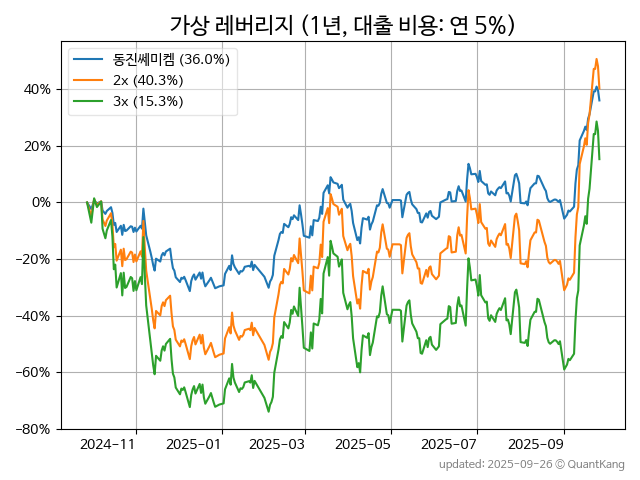 가상 레버리지 (1년, 대출 비용: 연 5%)
동진쎄미켐 (36.0%)
2x (40.3%)
3x (15.3%)
40%
20%
0%
−20%
−40%
−60%
−80%
2024-11
2025-01
2025-03
2025-05
2025-07
2025-09
updated: 2025-09-26 © QuantKang